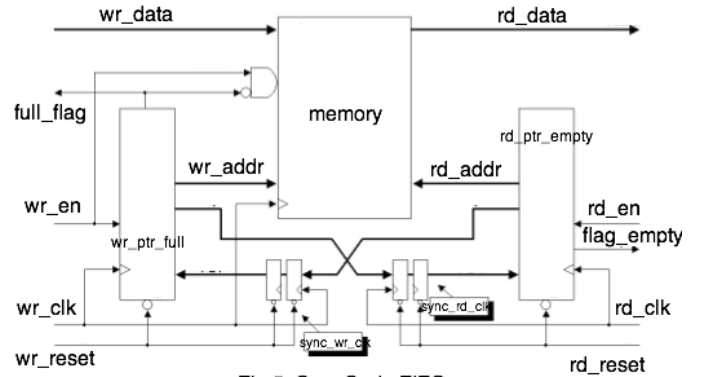 wr_data
rd_data
full_flag
memory
rd_ptr_empty
wr_addr
rd_addr
wr_en
rd_en
wr_ptr_full
flag_empty
wr_clk
sync_rd_clk
rd_clk
sync_wr_clk
wr_reset
rd_reset